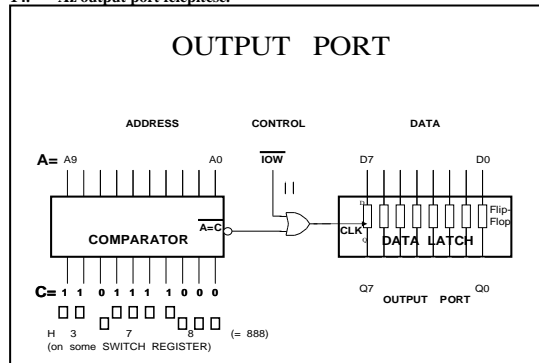 14. Az output port felépítése.
OUTPUT PORT
ADDRESS CONTROL DATA
A= A9 A0 IOW D7 D0
A=C
COMPARATOR
D
CLK
Q
DATA LATCH
Flip-
Flop
C= 1 1 0 1 1 1 1 0 0 0
Q7 OUTPUT PORT Q0
H 3 7 8 (= 888)
(on some SWITCH REGISTER)